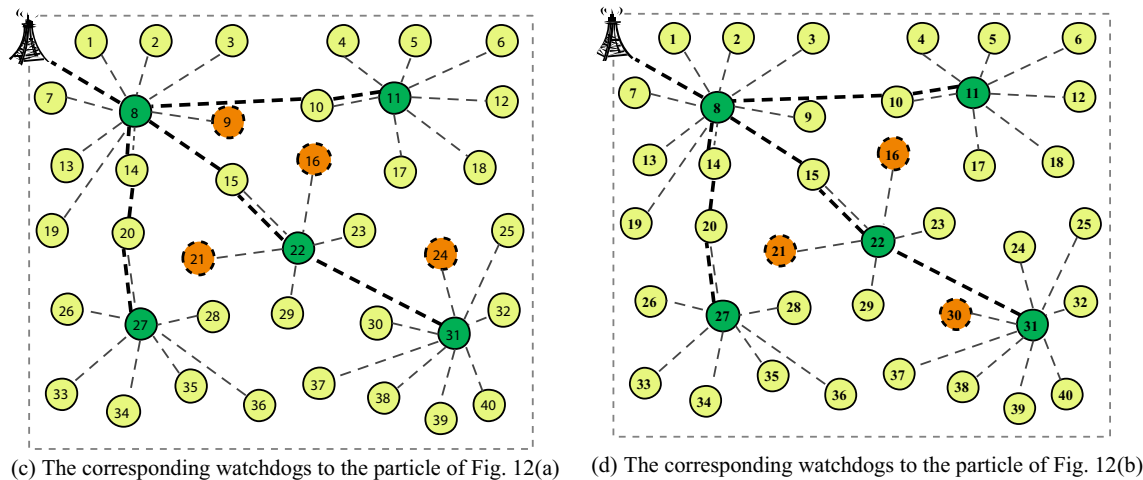 1 2 3 4 5 6
7 8 9 10 11 12
13 14 15 16 17 18
19 20 21 22 23 24 25
26 27 28 29 30 31 32
33 34 35 36 37 38 39 40
(c) The corresponding watchdogs to the particle of Fig. 12(a)
1 2 3 4 5 6
7 8 9 10 11 12
13 14 15 16 17 18
19 20 21 22 23 24 25
26 27 28 29 30 31 32
33 34 35 36 37 38 39 40
(d) The corresponding watchdogs to the particle of Fig. 12(b)